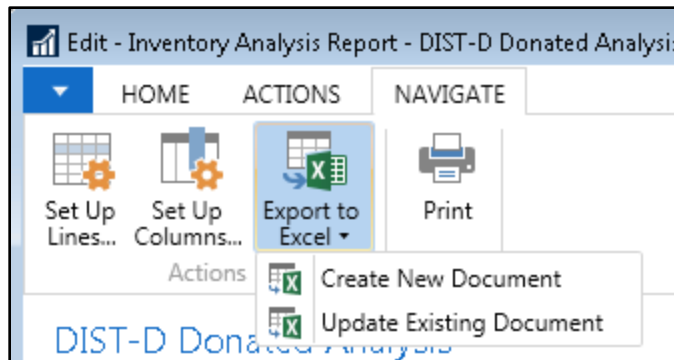 Edit - Inventory Analysis Report - DIST-D Donated Analysis
HOME ACTIONS NAVIGATE
Set Up Lines... Set Up Columns... Export to Excel Print
Actions
Create New Document
Update Existing Document
DIST-D Donated Analysis